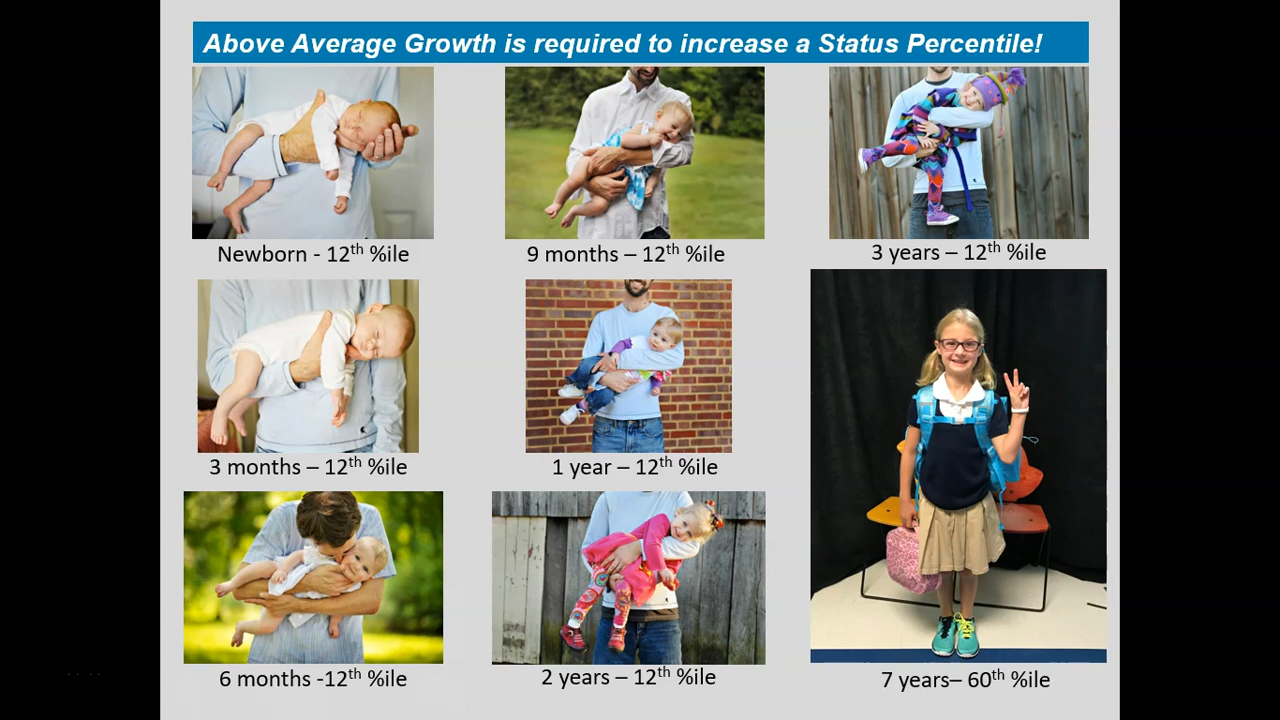 Above Average Growth is required to increase a Status Percentile!
Newborn - 12th %ile
9 months – 12th %ile
3 years – 12th %ile
3 months – 12th %ile
1 year – 12th %ile
6 months -12th %ile
2 years – 12th %ile
7 years– 60th %ile